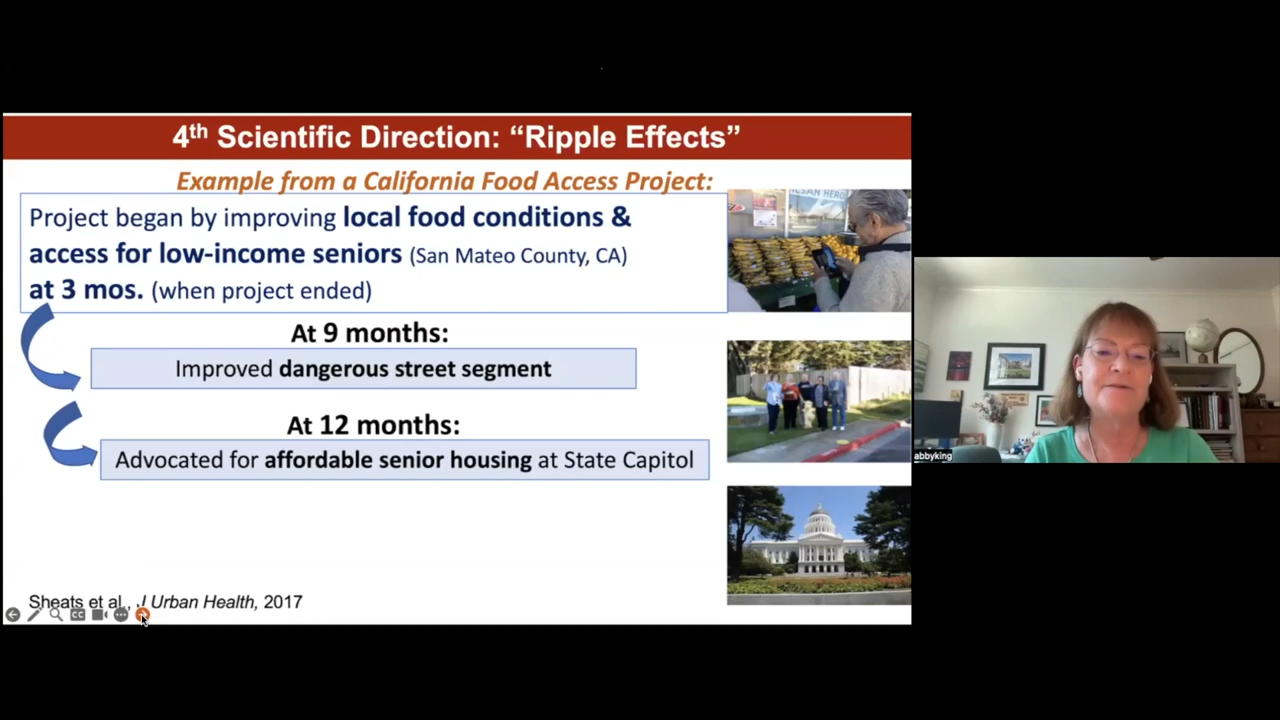 4th Scientific Direction: “Ripple Effects”
Example from a California Food Access Project:
Project began by improving local food conditions &
access for low-income seniors (San Mateo County, CA)
at 3 mos. (when project ended)
At 9 months:
Improved dangerous street segment
At 12 months:
Advocated for affordable senior housing at State Capitol
Sheats et al., J Urban Health, 2017
CC
abbyking